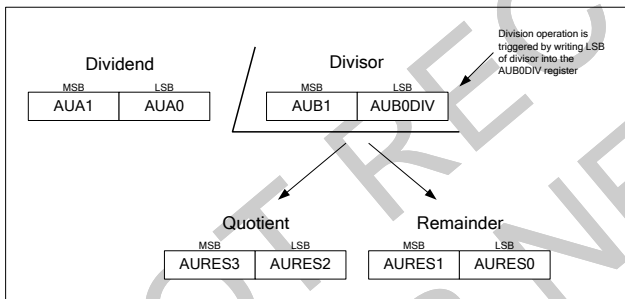 Division operation is
triggered by writing LSB
of divisor into the
AUB0DIV register
Dividend
Divisor
MSB LSB MSB LSB
AUA1 AUA0 AUB1 AUB0DIV
Quotient Remainder
MSB LSB MSB LSB
AURES3 AURES2 AURES1 AURES0